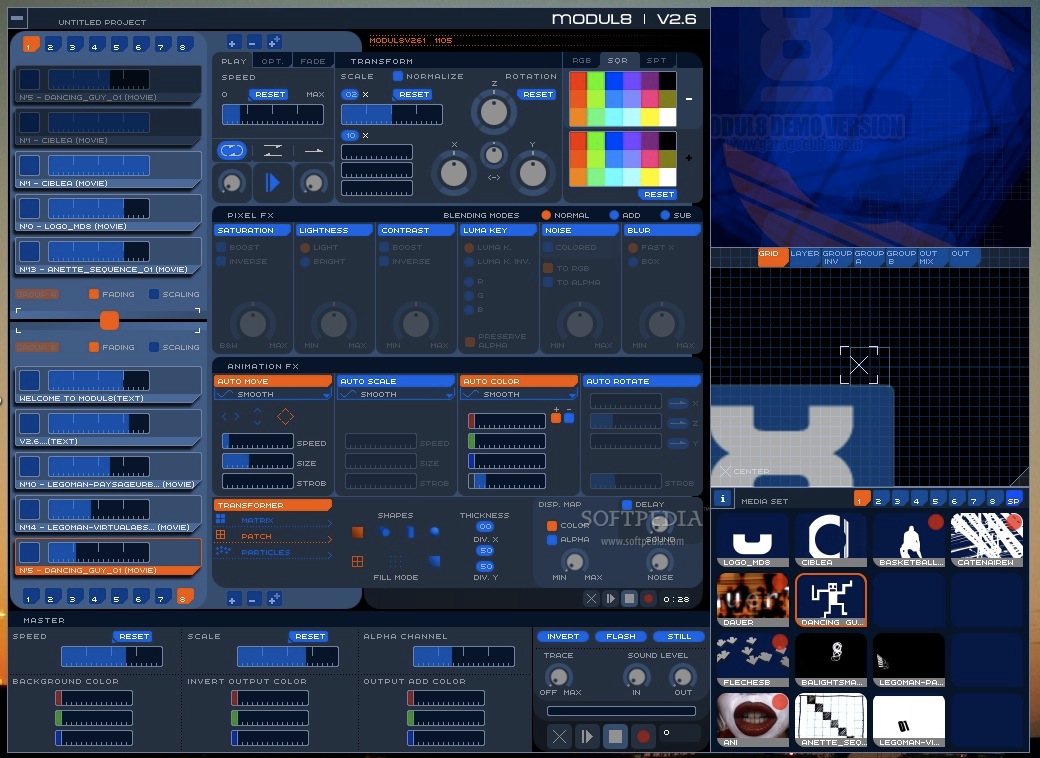 UNTITLED PROJECT
MODUL8 | V2.6
1 2 3 4 5 6 7 8
N°5 - DANCING_GUY_01 (MOVIE)
N°1 - CIBLEA (MOVIE)
N°1 - CIBLEA (MOVIE)
N°0 - LOGO_MD8 (MOVIE)
N°13 - ANETTE_SEQUENCE_01 (MOVIE)
GROUP A FADING SCALING
GROUP B FADING SCALING
WELCOME TO MODUL8(TEXT)
V2.6....(TEXT)
N°10 - LEGOMAN-PAYSAGEURB... (MOVIE)
N°14 - LEGOMAN-VIRTUALABS... (MOVIE)
N°5 - DANCING_GUY_01 (MOVIE)
1 2 3 4 5 6 7 8
+ - +
MODUL8V261 1105
PLAY OPT. FADE
SPEED
0 RESET MAX
TRANSFORM
SCALE NORMALIZE ROTATION
02 X RESET Z RESET
10 X
X Y
<->
RGB SQR SPT
-
+
RESET
PIXEL FX
BLENDING MODES NORMAL ADD SUB
SATURATION LIGHTNESS CONTRAST LUMA KEY NOISE BLUR
BOOST LIGHT BOOST LUMA K. COLORED FAST X
INVERSE BRIGHT INVERSE LUMA K. INV. TO RGB BOX
R TO ALPHA
G
B
PRESERVE
ALPHA
B&W MAX MIN MAX MIN MAX MIN MAX MIN MAX
ANIMATION FX
AUTO MOVE AUTO SCALE AUTO COLOR AUTO ROTATE
SMOOTH SMOOTH SMOOTH
+ -
X
Z
Y
SPEED SPEED
SIZE SIZE
STROB STROB STROB
TRANSFORMER
MATRIX
PATCH
PARTICLES
SHAPES
FILL MODE
THICKNESS
00
DIV. X
50
50
DIV. Y
DISP. MAP DELAY
COLOR
ALPHA SOUND
MIN MAX NOISE
SOFTPEDIA
www.softpedia.com
+ - +
0 : 28
MASTER
SPEED RESET
SCALE RESET
ALPHA CHANNEL
BACKGROUND COLOR
INVERT OUTPUT COLOR
OUTPUT ADD COLOR
INVERT FLASH STILL
TRACE SOUND LEVEL
OFF MAX IN OUT
0
MODUL8 DEMO VERSION
www.garagecube.com
GRID LAYER GROUP INV GROUP A GROUP B OUT MIX OUT
CENTER
i MEDIA SET 1 2 3 4 5 6 7 8 SP
LOGO_MD8 CIBLEA BASKETBALL... CATENAIREW
DAUER DANCING_GU...
FLECHESB BALIGHTSMA... LEGOMAN-PA...
ANI ANETTE_SEQ... LEGOMAN-VI...